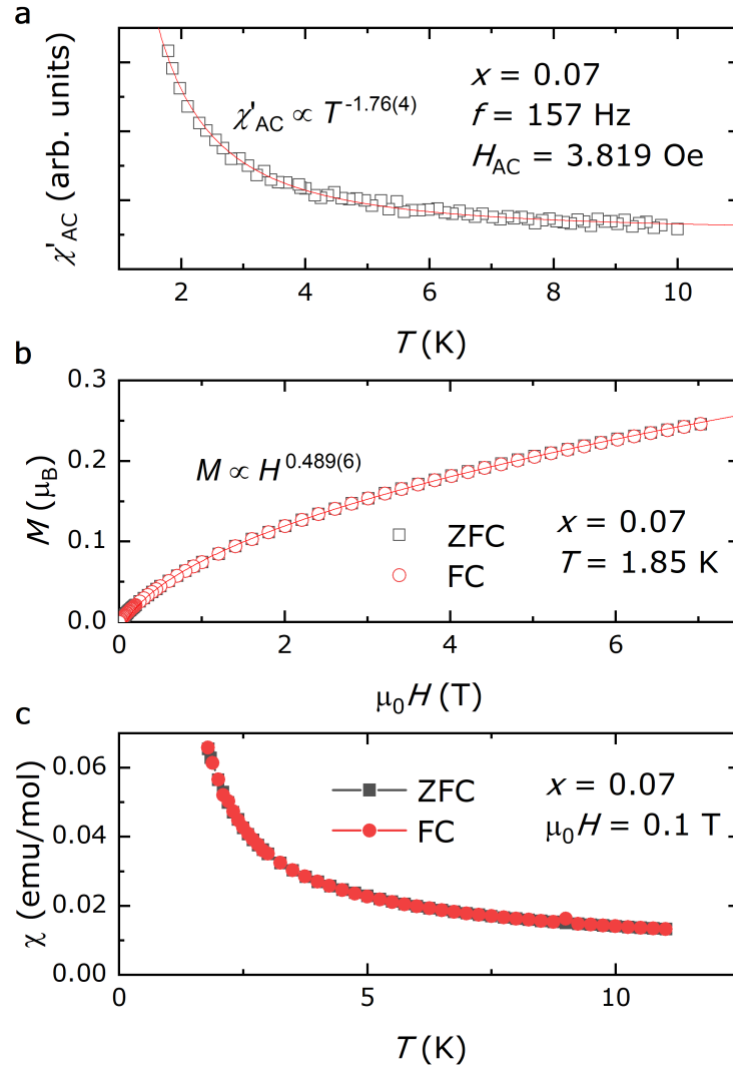 a
χ'AC (arb. units)
χ'AC ∝ T^-1.76(4)
x = 0.07
f = 157 Hz
HAC = 3.819 Oe
2 4 6 8 10
T (K)
b
M (μB)
0.3
0.2
0.1
0.0
M ∝ H^0.489(6)
ZFC
FC
x = 0.07
T = 1.85 K
0 2 4 6
μ0H (T)
c
χ (emu/mol)
0.06
0.04
0.02
0.00
ZFC
FC
x = 0.07
μ0H = 0.1 T
0 5 10
T (K)